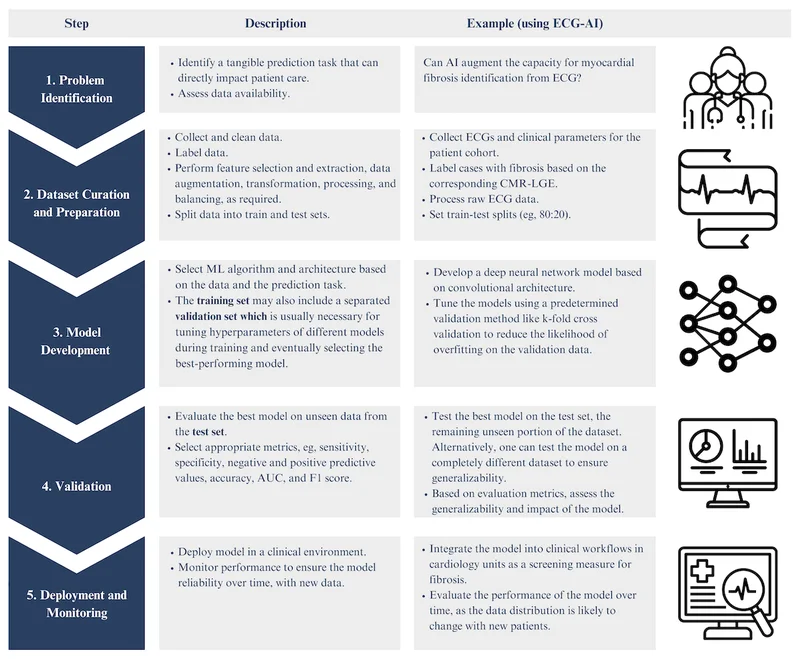 Step
Description
Example (using ECG-AI)
1. Problem
Identification
• Identify a tangible prediction task that can
directly impact patient care.
• Assess data availability.
Can AI augment the capacity for myocardial
fibrosis identification from ECG?
2. Dataset Curation
and Preparation
• Collect and clean data.
• Label data.
• Perform feature selection and extraction, data
augmentation, transformation, processing, and
balancing, as required.
• Split data into train and test sets.
• Collect ECGs and clinical parameters for the
patient cohort.
• Label cases with fibrosis based on the
corresponding CMR-LGE.
• Process raw ECG data.
• Set train-test splits (eg, 80:20).
3. Model
Development
• Select ML algorithm and architecture based
on the data and the prediction task.
• The training set may also include a separated
validation set which is usually necessary for
tuning hyperparameters of different models
during training and eventually selecting the
best-performing model.
• Develop a deep neural network model based
on convolutional architecture.
• Tune the models using a predetermined
validation method like k-fold cross
validation to reduce the likelihood of
overfitting on the validation data.
4. Validation
• Evaluate the best model on unseen data from
the test set.
• Select appropriate metrics, eg, sensitivity,
specificity, negative and positive predictive
values, accuracy, AUC, and F1 score.
• Test the best model on the test set, the
remaining unseen portion of the dataset.
Alternatively, one can test the model on a
completely different dataset to ensure
generalizability.
• Based on evaluation metrics, assess the
generalizability and impact of the model.
5. Deployment and
Monitoring
• Deploy model in a clinical environment.
• Monitor performance to ensure the model
reliability over time, with new data.
• Integrate the model into clinical workflows in
cardiology units as a screening measure for
fibrosis.
• Evaluate the performance of the model over
time, as the data distribution is likely to
change with new patients.